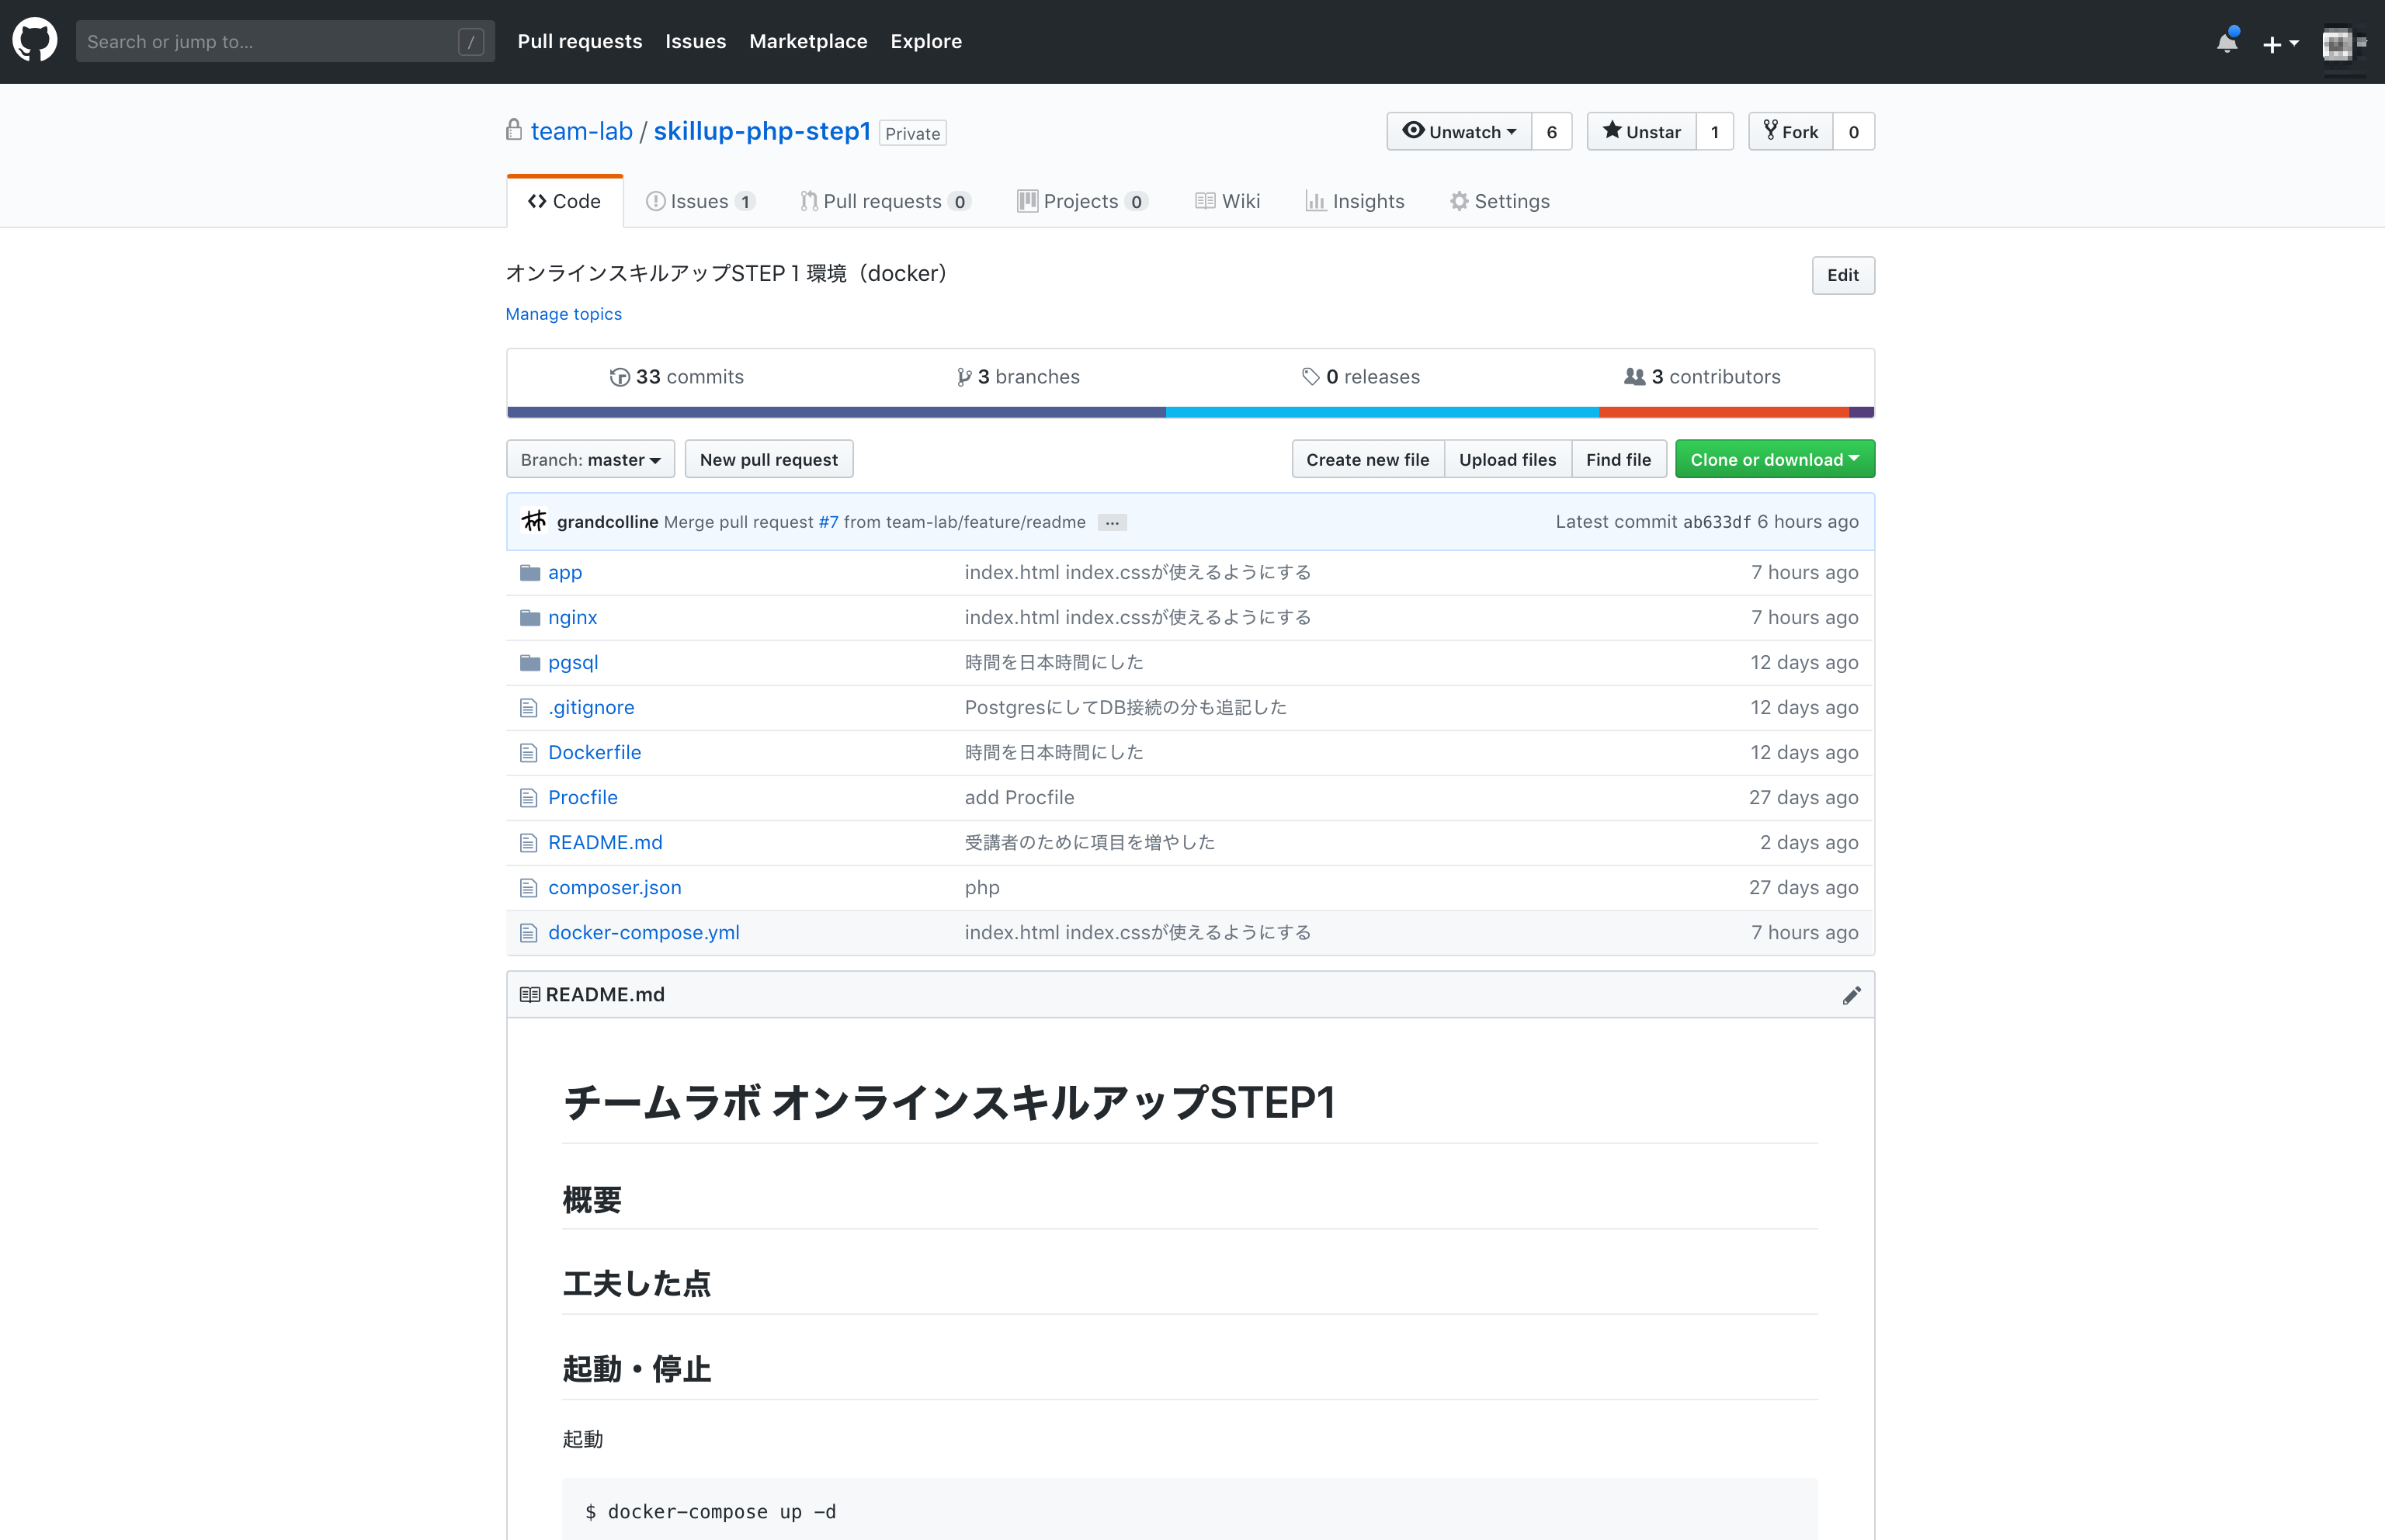 Search or jump to... /
Pull requests Issues Marketplace Explore
team-lab / skillup-php-step1 Private
Unwatch 6 Unstar 1 Fork 0
Code Issues 1 Pull requests 0 Projects 0 Wiki Insights Settings
オンラインスキルアップSTEP１環境（docker） Edit
Manage topics
33 commits 3 branches 0 releases 3 contributors
Branch: master New pull request Create new file Upload files Find file Clone or download
grandcolline Merge pull request #7 from team-lab/feature/readme ... Latest commit ab633df 6 hours ago
app index.html index.cssが使えるようにする 7 hours ago
nginx index.html index.cssが使えるようにする 7 hours ago
pgsql 時間を日本時間にした 12 days ago
.gitignore PostgresにしてDB接続の分も追記した 12 days ago
Dockerfile 時間を日本時間にした 12 days ago
Procfile add Procfile 27 days ago
README.md 受講者のために項目を増やした 2 days ago
composer.json php 27 days ago
docker-compose.yml index.html index.cssが使えるようにする 7 hours ago
README.md
チームラボ オンラインスキルアップSTEP1
概要
工夫した点
起動・停止
起動
$ docker-compose up -d